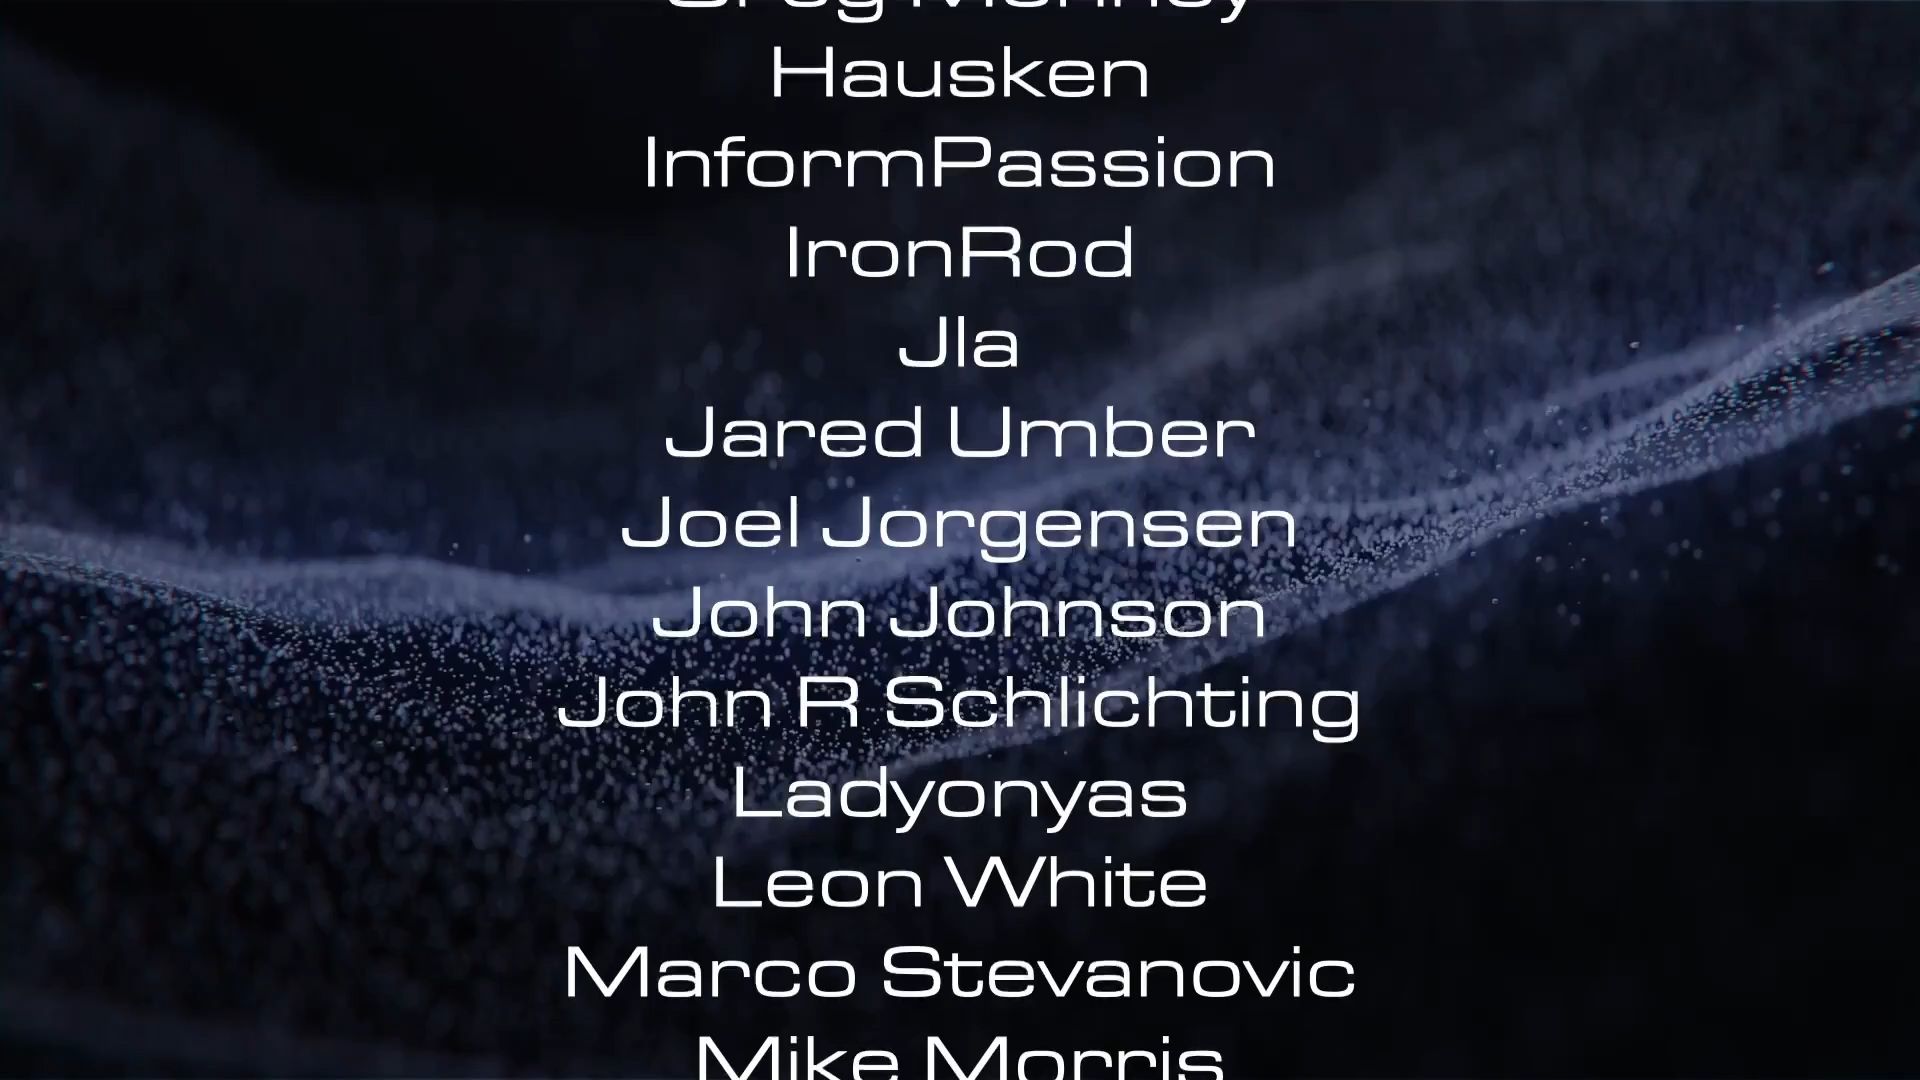 Hausken
InformPassion
IronRod
Jla
Jared Umber
Joel Jorgensen
John Johnson
John R Schlichting
Ladyonyas
Leon White
Marco Stevanovic
Mike Morris